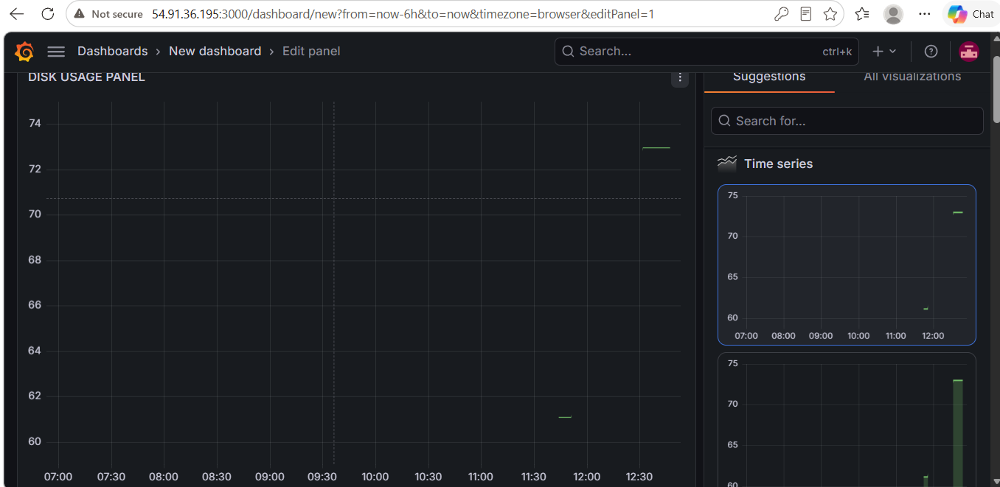 Not secure 54.91.36.195:3000/dashboard/new?from=now-6h&to=now&timezone=browser&editPanel=1
Chat
Dashboards › New dashboard › Edit panel
Search...
ctrl+k
DISK USAGE PANEL
74
72
70
68
66
64
62
60
07:00 07:30 08:00 08:30 09:00 09:30 10:00 10:30 11:00 11:30 12:00 12:30
Suggestions
All visualizations
Search for...
Time series
75
70
65
60
07:00 08:00 09:00 10:00 11:00 12:00
75
70
65
60